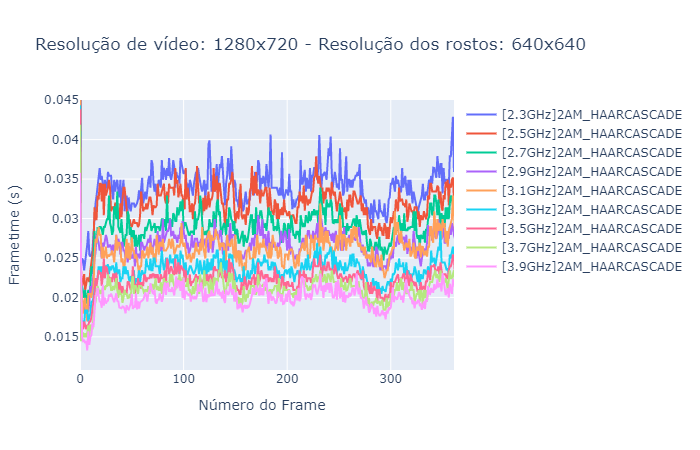 Resolução de vídeo: 1280x720 - Resolução dos rostos: 640x640
0.045
0.04
0.035
0.03
0.025
0.02
0.015
0
100
200
300
Frametime (s)
Número do Frame
[2.3GHz]2AM_HAARCASCADE
[2.5GHz]2AM_HAARCASCADE
[2.7GHz]2AM_HAARCASCADE
[2.9GHz]2AM_HAARCASCADE
[3.1GHz]2AM_HAARCASCADE
[3.3GHz]2AM_HAARCASCADE
[3.5GHz]2AM_HAARCASCADE
[3.7GHz]2AM_HAARCASCADE
[3.9GHz]2AM_HAARCASCADE